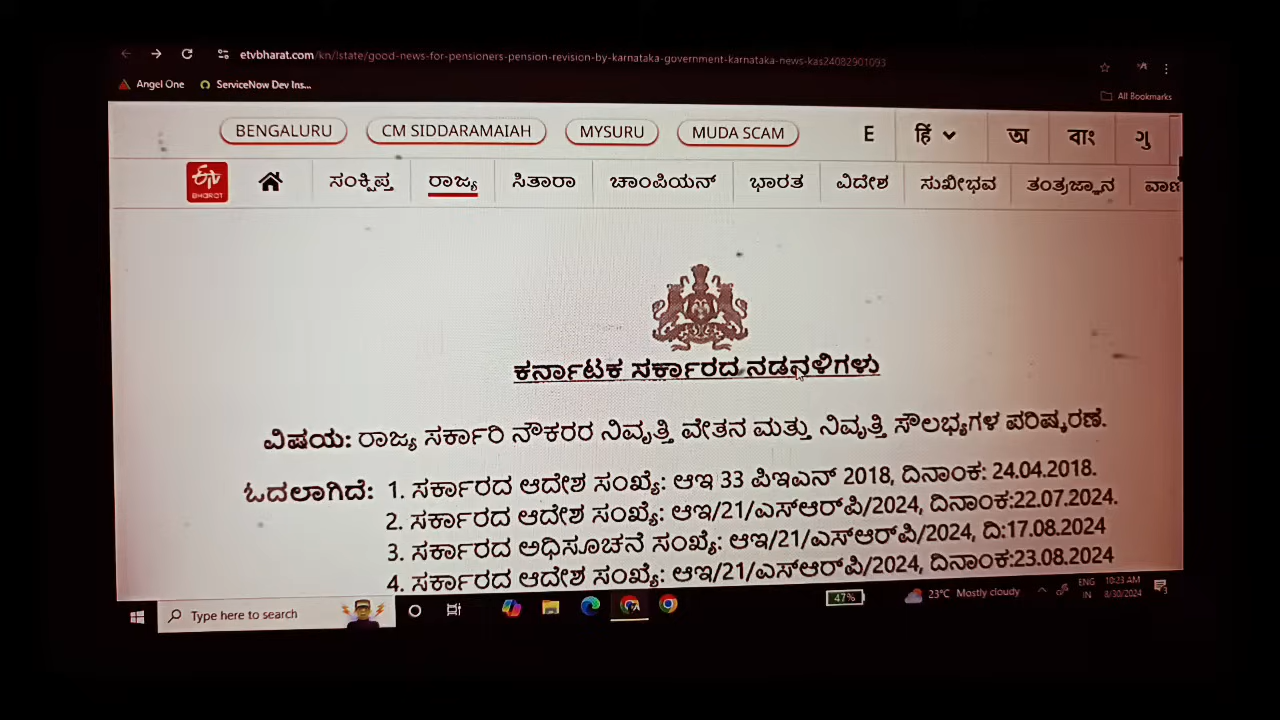 etvbharat.com/kn/!state/good-news-for-pensioners-pension-revision-by-karnataka-government-karnataka-news-kas24082901093
Angel One ServiceNow Dev Ins...
All Bookmarks
BENGALURU CM SIDDARAMAIAH MYSURU MUDA SCAM E हिं অ বাং ગુ
ETV BHARAT ಸಂಕ್ಷಿಪ್ತ ರಾಜ್ಯ ಸಿತಾರಾ ಚಾಂಪಿಯನ್ ಭಾರತ ವಿದೇಶ ಸುಖೀಭವ ತಂತ್ರಜ್ಞಾನ
ಕರ್ನಾಟಕ ಸರ್ಕಾರದ ನಡವಳಿಗಳು
ವಿಷಯ: ರಾಜ್ಯ ಸರ್ಕಾರಿ ನೌಕರರ ನಿವೃತ್ತಿ ವೇತನ ಮತ್ತು ನಿವೃತ್ತಿ ಸೌಲಭ್ಯಗಳ ಪರಿಷ್ಕರಣೆ.
ಓದಲಾಗಿದೆ: 1. ಸರ್ಕಾರದ ಆದೇಶ ಸಂಖ್ಯೆ: ಆಇ 33 ಪಿಇಎನ್ 2018, ದಿನಾಂಕ: 24.04.2018.
2. ಸರ್ಕಾರದ ಆದೇಶ ಸಂಖ್ಯೆ: ಆಇ/21/ಎಸ್ಆರ್‌ಪಿ/2024, ದಿನಾಂಕ:22.07.2024.
3. ಸರ್ಕಾರದ ಅಧಿಸೂಚನೆ ಸಂಖ್ಯೆ: ಆಇ/21/ಎಸ್ಆರ್‌ಪಿ/2024, ದಿ:17.08.2024
4. ಸರ್ಕಾರದ ಆದೇಶ ಸಂಖ್ಯೆ: ಆಇ/21/ಎಸ್ಆರ್‌ಪಿ/2024, ದಿನಾಂಕ:23.08.2024
Type here to search 47% 23°C Mostly cloudy ENG 10:23 AM
IN 8/30/2024 3